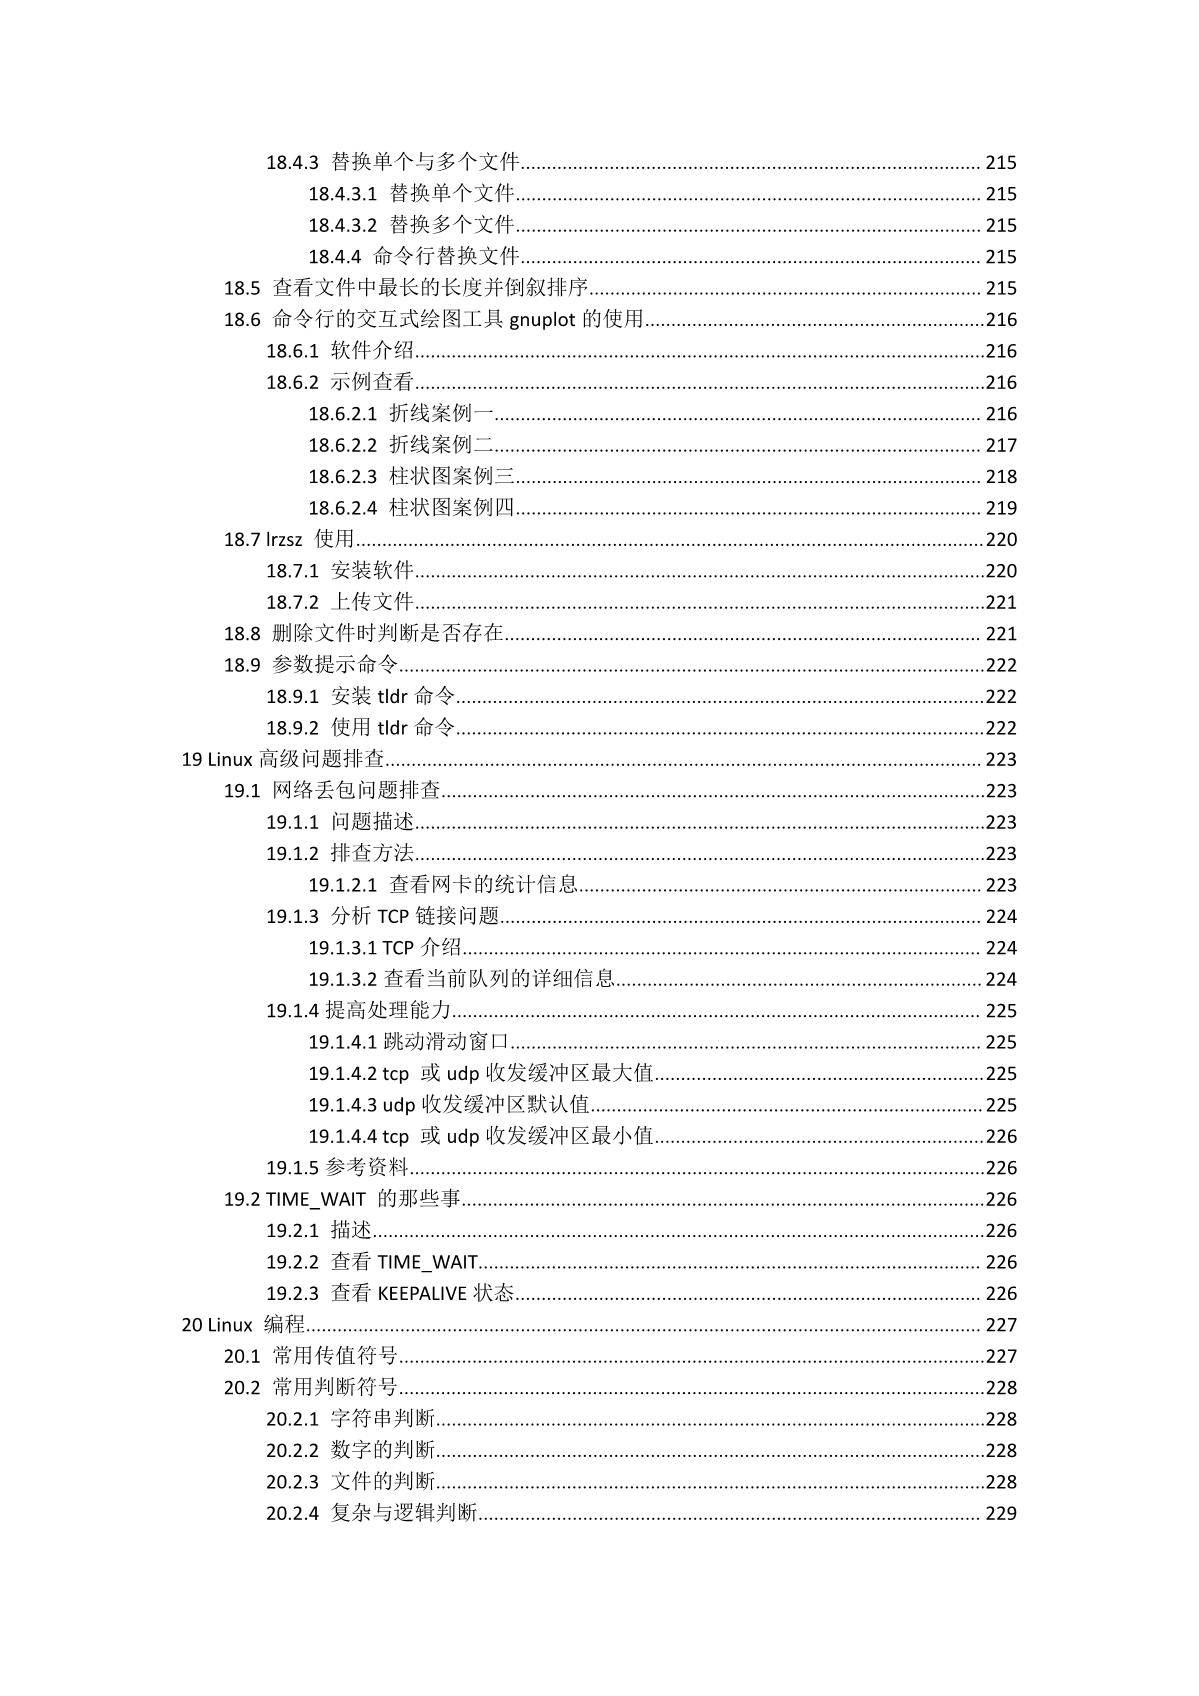 18.4.3 替换单个与多个文件........ 215
18.4.3.1 替换单个文件........ 215
18.4.3.2 替换多个文件........ 215
18.4.4 命令行替换文件........ 215
18.5 查看文件中最长的长度并倒叙排序........ 215
18.6 命令行的交互式绘图工具 gnuplot 的使用........216
18.6.1 软件介绍........216
18.6.2 示例查看........216
18.6.2.1 折线案例一........ 216
18.6.2.2 折线案例二........ 217
18.6.2.3 柱状图案例三........ 218
18.6.2.4 柱状图案例四........ 219
18.7 lrzsz 使用........220
18.7.1 安装软件........220
18.7.2 上传文件........221
18.8 删除文件时判断是否存在........ 221
18.9 参数提示命令........222
18.9.1 安装 tldr 命令........222
18.9.2 使用 tldr 命令........222
19 Linux 高级问题排查........ 223
19.1 网络丢包问题排查........223
19.1.1 问题描述........223
19.1.2 排查方法........223
19.1.2.1 查看网卡的统计信息........ 223
19.1.3 分析 TCP 链接问题........ 224
19.1.3.1 TCP 介绍........ 224
19.1.3.2 查看当前队列的详细信息........ 224
19.1.4 提高处理能力........ 225
19.1.4.1 跳动滑动窗口........ 225
19.1.4.2 tcp 或 udp 收发缓冲区最大值........225
19.1.4.3 udp 收发缓冲区默认值........ 225
19.1.4.4 tcp 或 udp 收发缓冲区最小值........226
19.1.5 参考资料........226
19.2 TIME_WAIT 的那些事........226
19.2.1 描述........226
19.2.2 查看 TIME_WAIT........ 226
19.2.3 查看 KEEPALIVE 状态........ 226
20 Linux 编程........ 227
20.1 常用传值符号........227
20.2 常用判断符号........228
20.2.1 字符串判断........228
20.2.2 数字的判断........228
20.2.3 文件的判断........228
20.2.4 复杂与逻辑判断........ 229